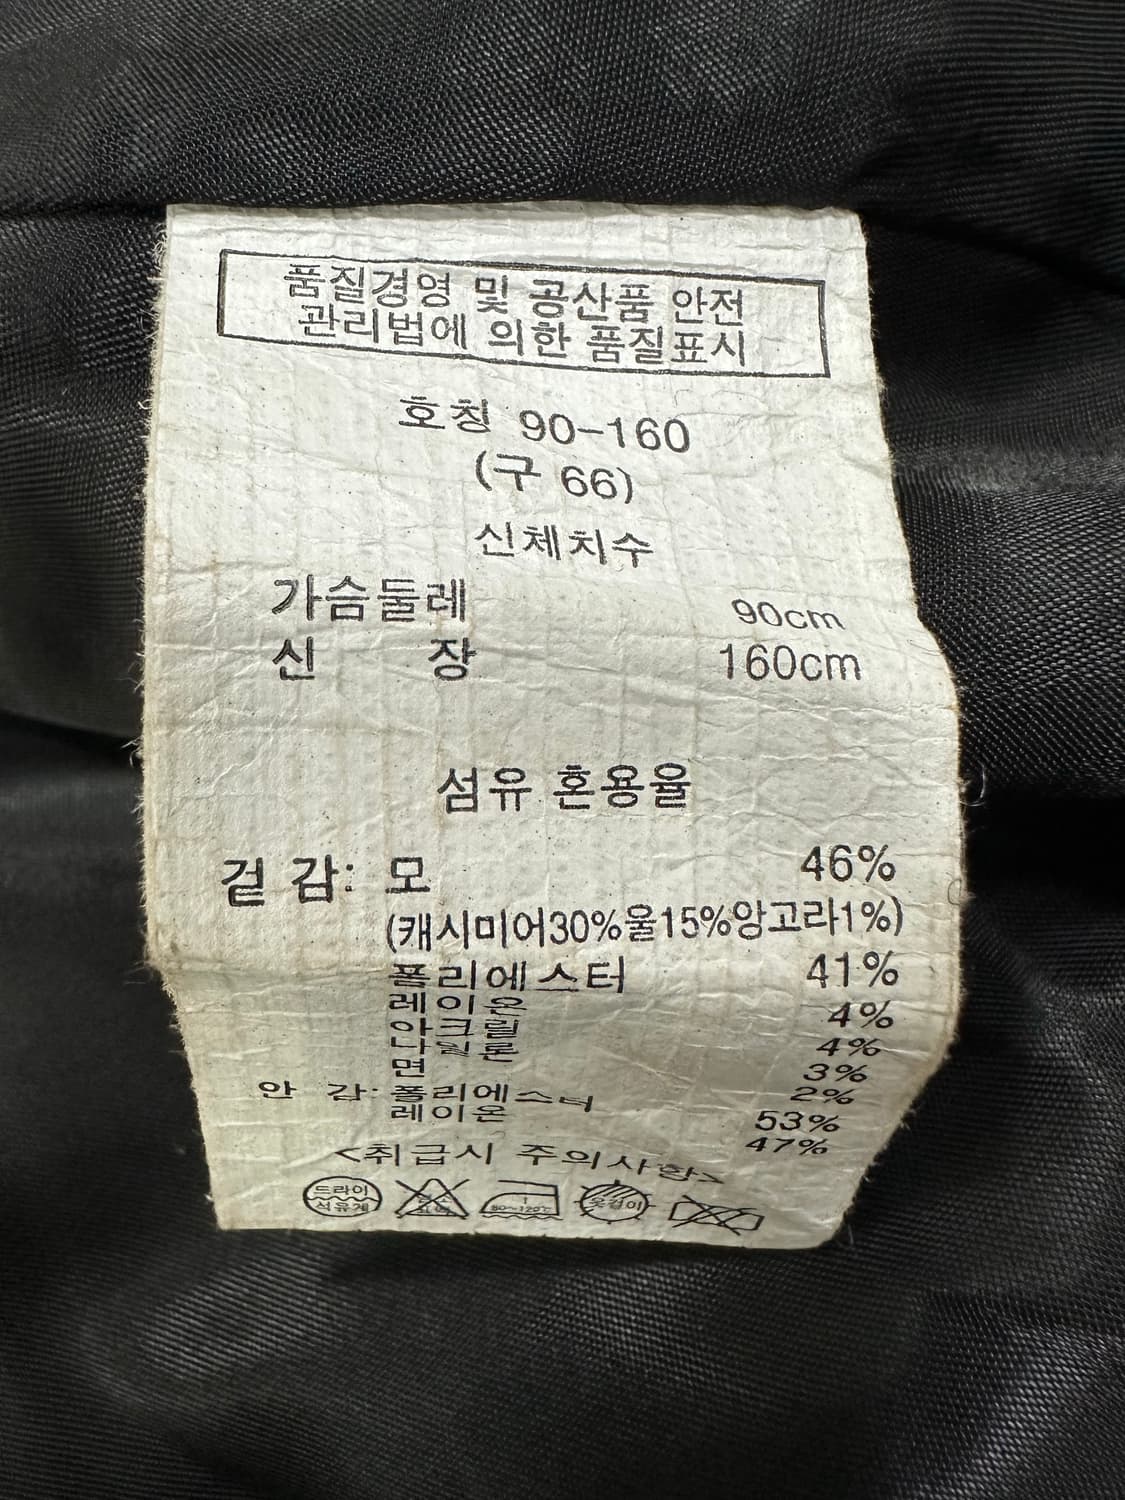 품질경영 및 공산품 안전
관리법에 의한 품질표시
호칭 90-160
(구 66)
신체치수
가슴둘레 90cm
신 장 160cm
섬유 혼용율
겉 감: 모 46%
(캐시미어30%울15%앙고라1%)
폴리에스터 41%
레이온 4%
아크릴 4%
나일론 3%
면 2%
안 감: 폴리에스터 53%
레이온 47%
<취급시 주의사항>
드라이
석유계
80~120℃
옷걸이